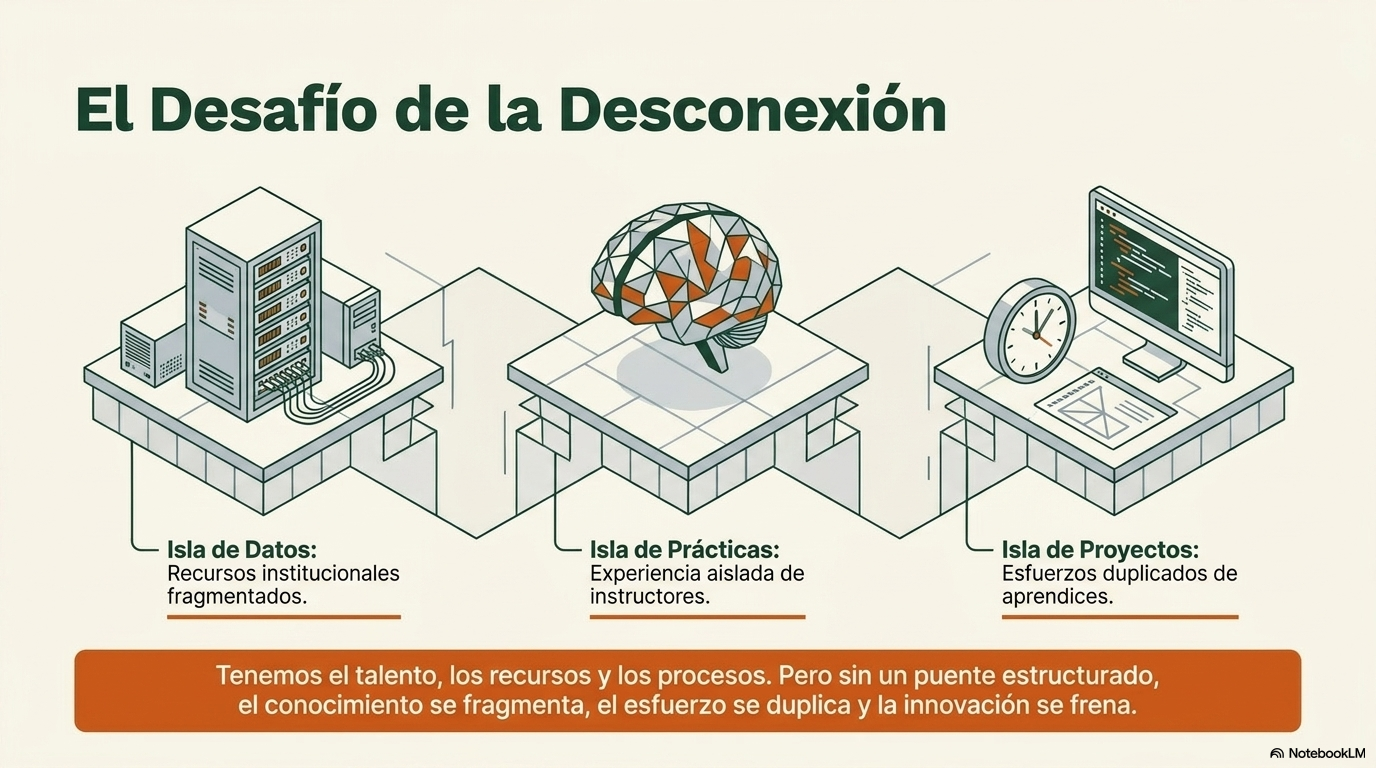 El Desafío de la Desconexión
Isla de Datos:
Recursos institucionales
fragmentados.
Isla de Prácticas:
Experiencia aislada de
instructores.
Isla de Proyectos:
Esfuerzos duplicados de
aprendices.
Tenemos el talento, los recursos y los procesos. Pero sin un puente estructurado,
el conocimiento se fragmenta, el esfuerzo se duplica y la innovación se frena.
NotebookLM